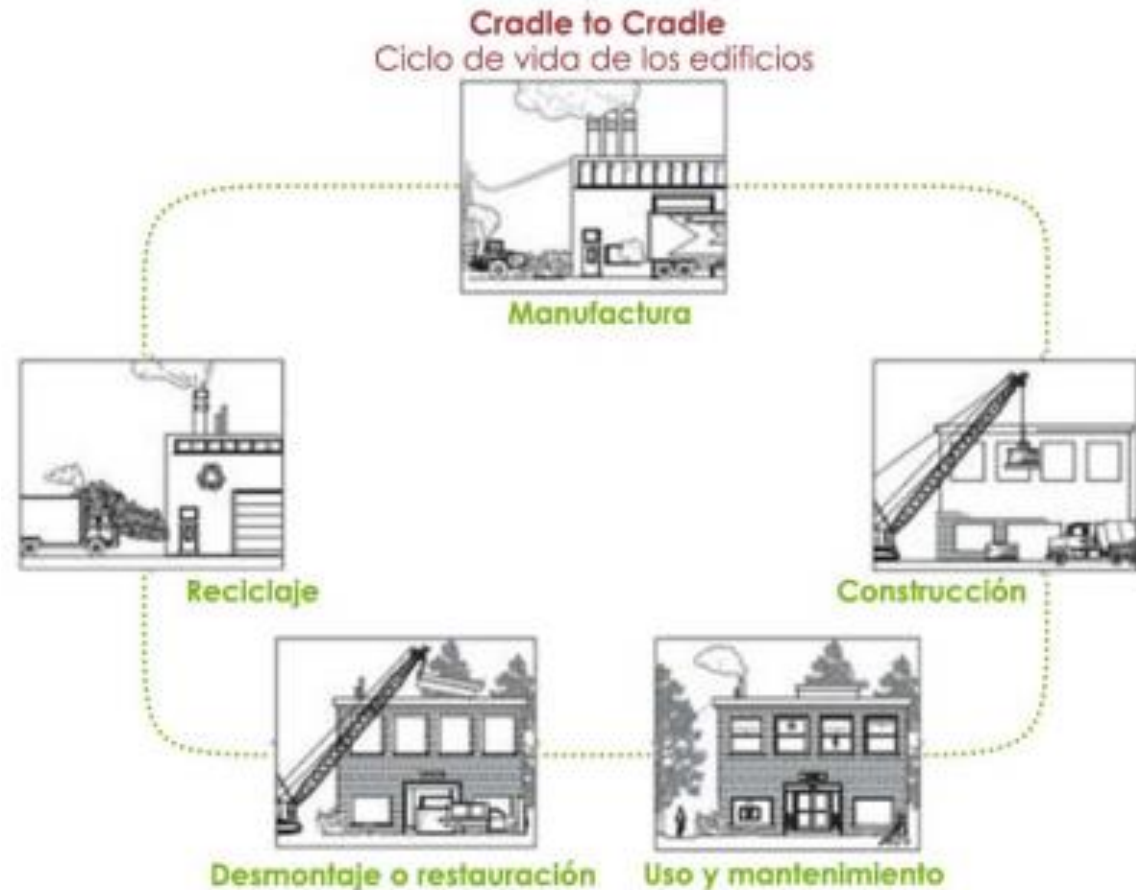 Cradle to Cradle
Ciclo de vida de los edificios
Manufactura
Reciclaje
Construcción
Desmontaje o restauración
Uso y mantenimiento